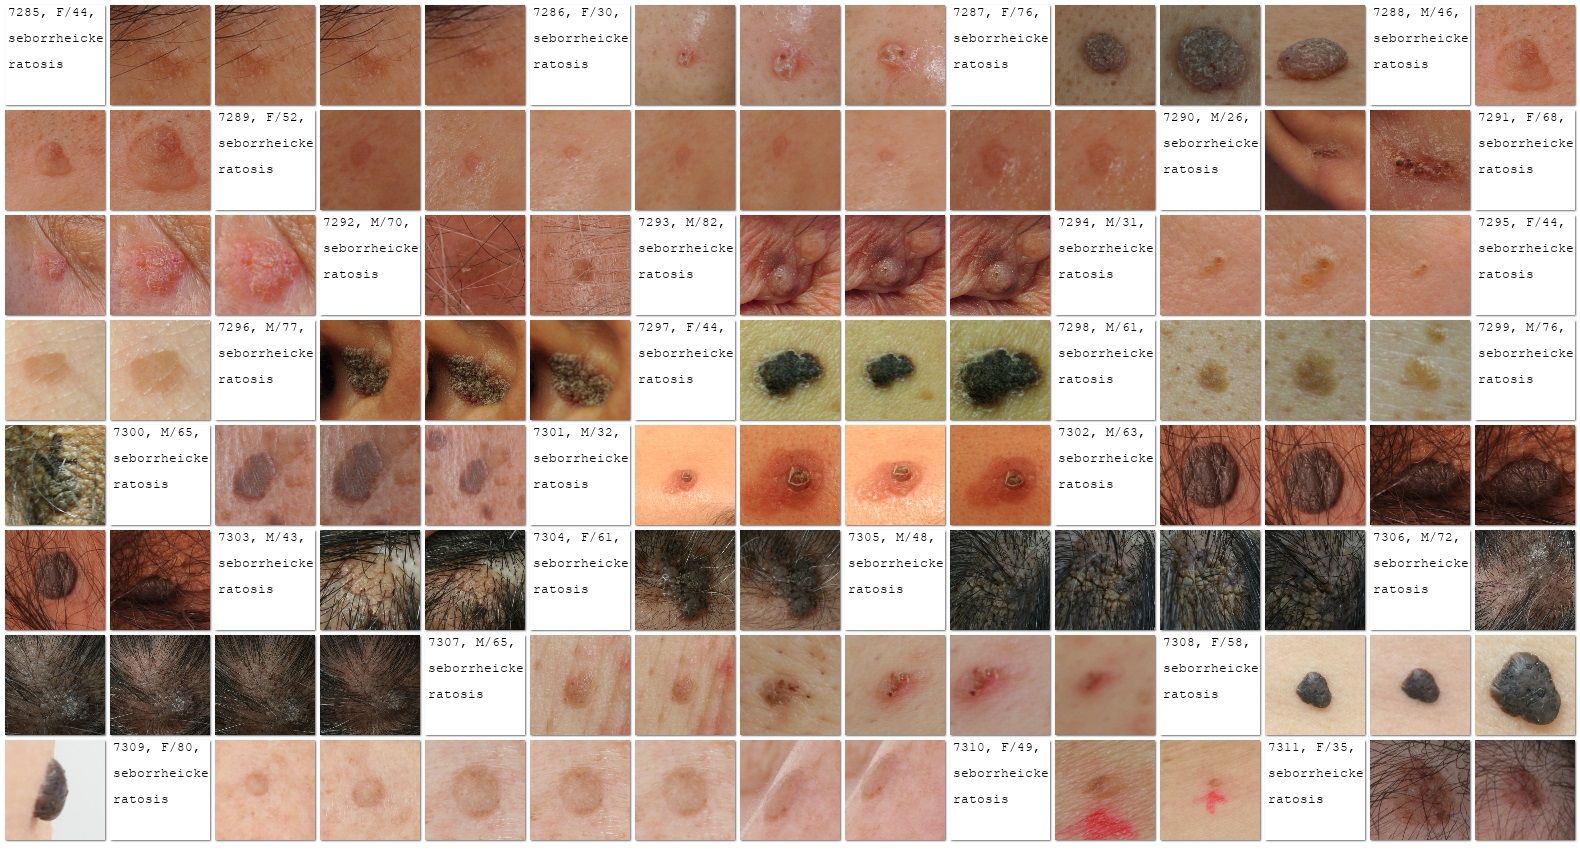 7285, F/44,
seborrheicke
ratosis
7286, F/30,
seborrheicke
ratosis
7287, F/76,
seborrheicke
ratosis
7288, M/46,
seborrheicke
ratosis
7289, F/52,
seborrheicke
ratosis
7290, M/26,
seborrheicke
ratosis
7291, F/68,
seborrheicke
ratosis
7292, M/70,
seborrheicke
ratosis
7293, M/82,
seborrheicke
ratosis
7294, M/31,
seborrheicke
ratosis
7295, F/44,
seborrheicke
ratosis
7296, M/77,
seborrheicke
ratosis
7297, F/44,
seborrheicke
ratosis
7298, M/61,
seborrheicke
ratosis
7299, M/76,
seborrheicke
ratosis
7300, M/65,
seborrheicke
ratosis
7301, M/32,
seborrheicke
ratosis
7302, M/63,
seborrheicke
ratosis
7303, M/43,
seborrheicke
ratosis
7304, F/61,
seborrheicke
ratosis
7305, M/48,
seborrheicke
ratosis
7306, M/72,
seborrheicke
ratosis
7307, M/65,
seborrheicke
ratosis
7308, F/58,
seborrheicke
ratosis
7309, F/80,
seborrheicke
ratosis
7310, F/49,
seborrheicke
ratosis
7311, F/35,
seborrheicke
ratosis